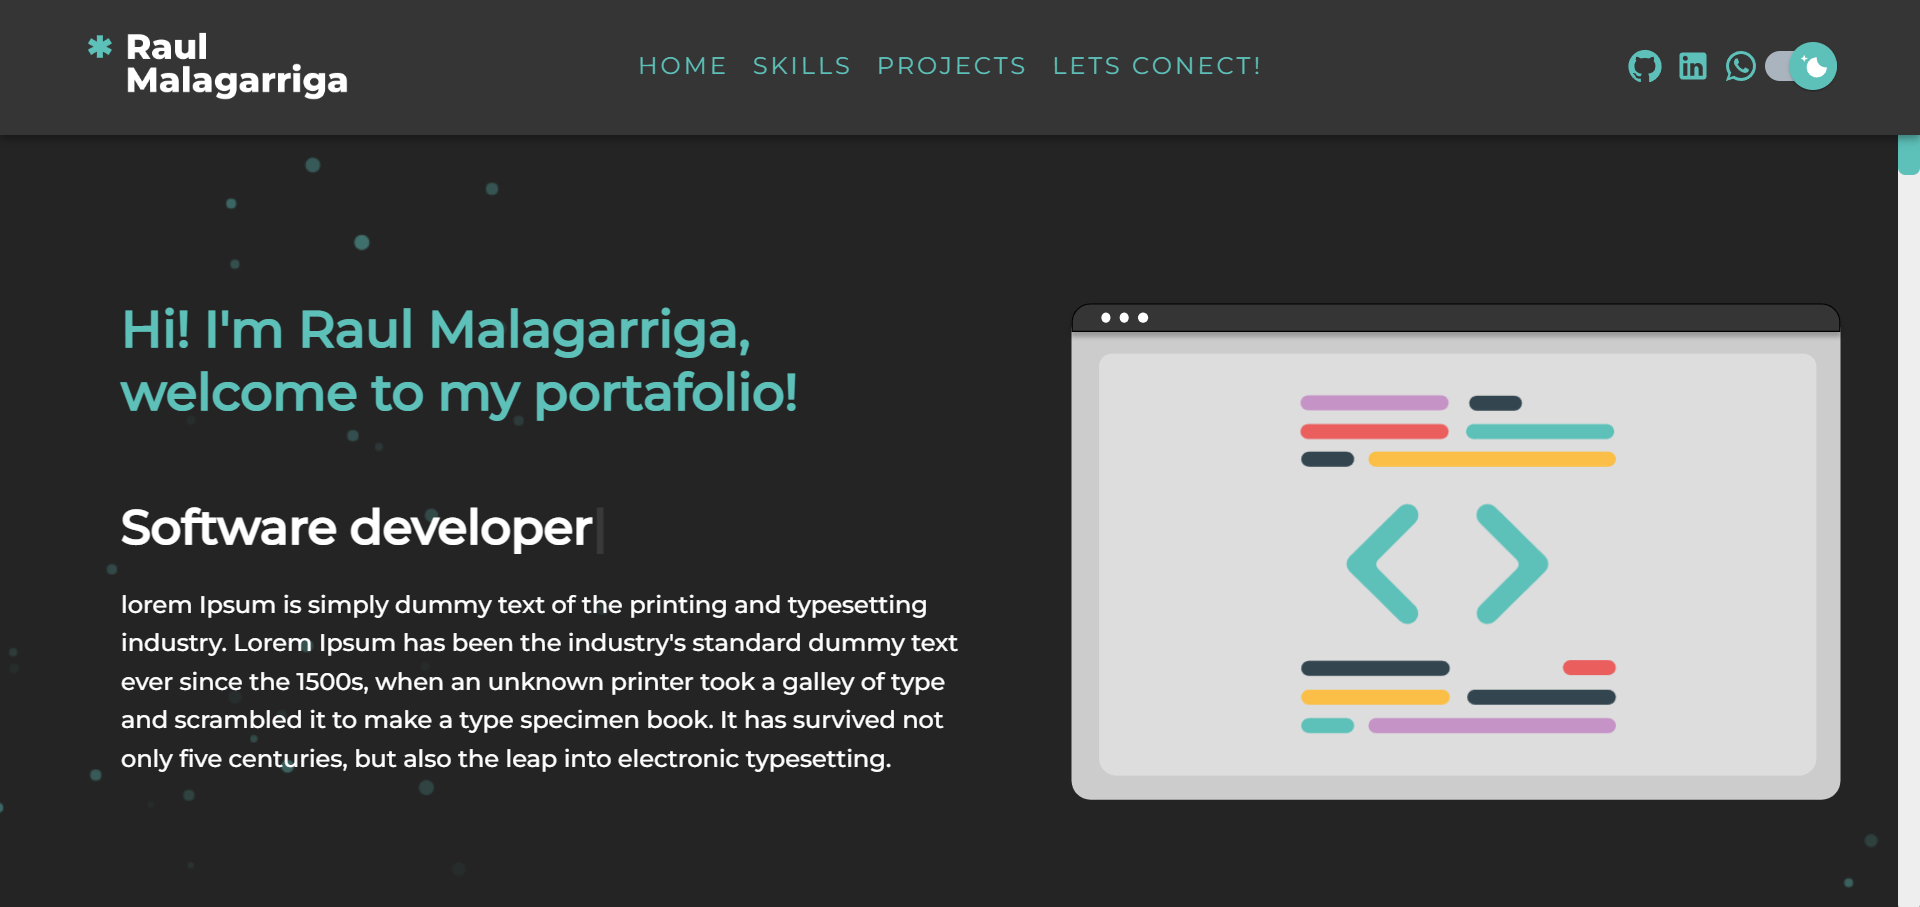 Raul
Malagarriga
HOME SKILLS PROJECTS LETS CONECT!
Hi! I'm Raul Malagarriga,
welcome to my portafolio!
Software developer
lorem Ipsum is simply dummy text of the printing and typesetting
industry. Lorem Ipsum has been the industry's standard dummy text
ever since the 1500s, when an unknown printer took a galley of type
and scrambled it to make a type specimen book. It has survived not
only five centuries, but also the leap into electronic typesetting.